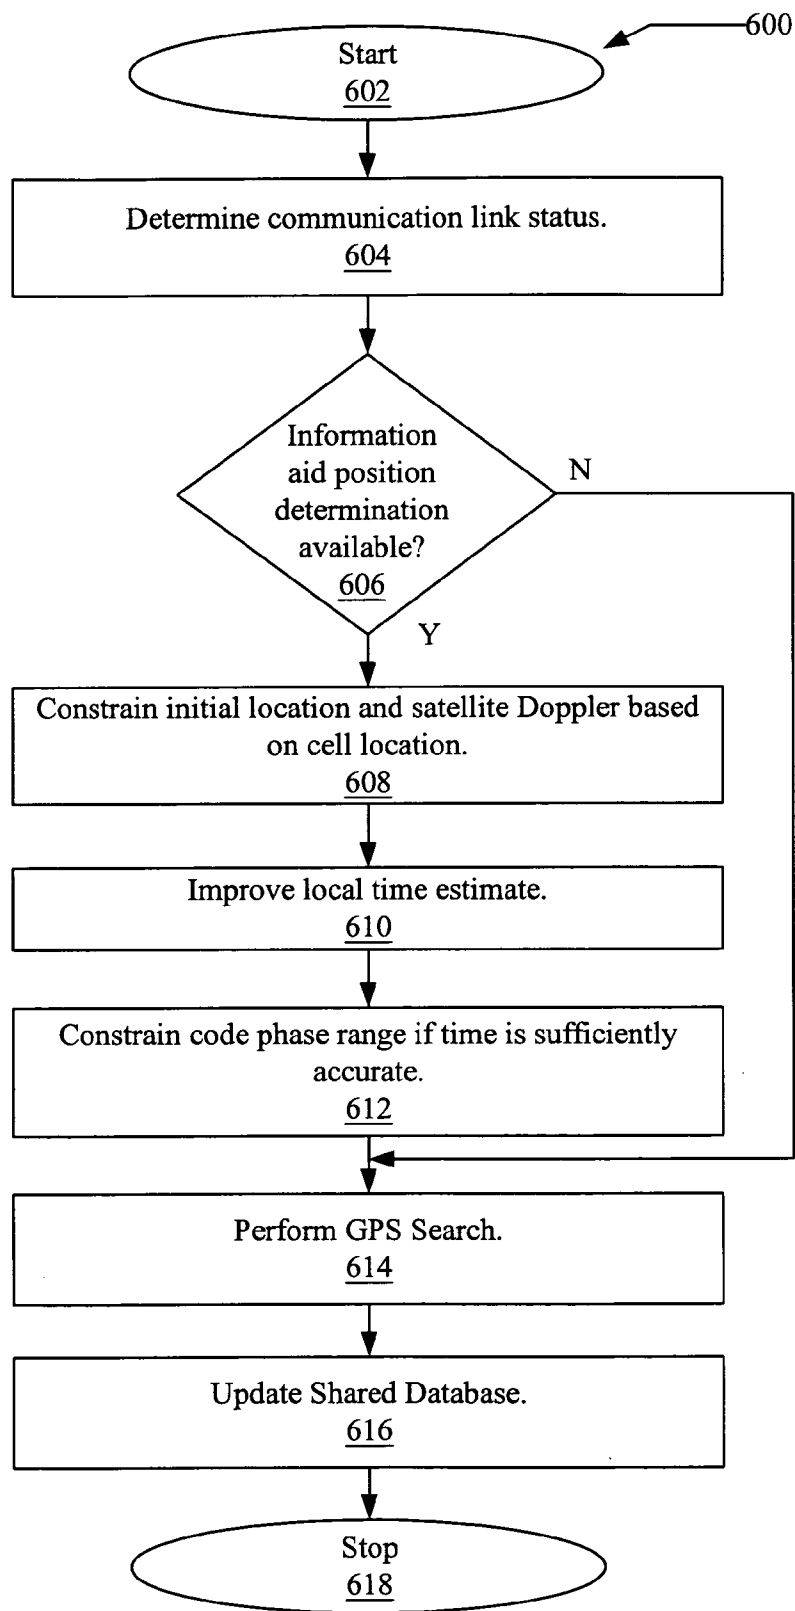 600
Start
602
Determine communication link status.
604
Information
aid position
determination
available?
606
N
Y
Constrain initial location and satellite Doppler based
on cell location.
608
Improve local time estimate.
610
Constrain code phase range if time is sufficiently
accurate.
612
Perform GPS Search.
614
Update Shared Database.
616
Stop
618